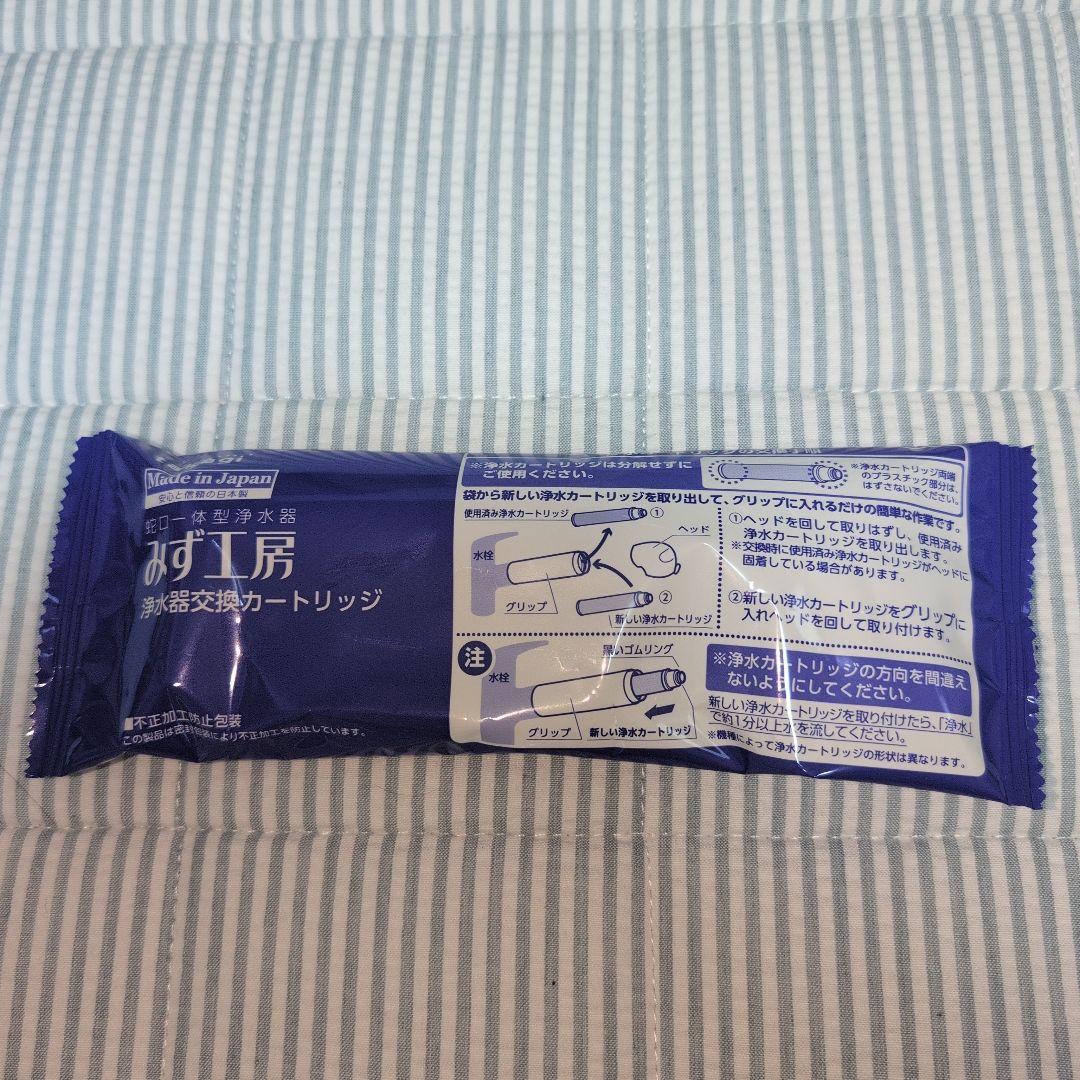 Made in Japan
安心と信頼の日本製
蛇口一体型浄水器
みず工房
浄水器交換カートリッジ
■不正加工防止包装
この製品は密封包装により不正加工を防止しています。
※浄水カートリッジは分解せずに
ご使用ください。
※浄水カートリッジ両端
のプラスチック部分は、
はずさないでください。
袋から新しい浄水カートリッジを取り出して、グリップに入れるだけの簡単な作業です。
使用済み浄水カートリッジ
①
ヘッド
水栓
グリップ
②
新しい浄水カートリッジ
①ヘッドを回して取りはずし、使用済み
浄水カートリッジを取り出します。
※交換時に使用済み浄水カートリッジがヘッドに
固着している場合があります。
②新しい浄水カートリッジをグリップに
入れヘッドを回して取り付けます。
注
水栓
黒いゴムリング
グリップ
新しい浄水カートリッジ
※浄水カートリッジの方向を間違え
ないようにしてください。
新しい浄水カートリッジを取り付けたら、「浄水」
で約1分以上水を流してください。
※機種によって浄水カートリッジの形状は異なります。